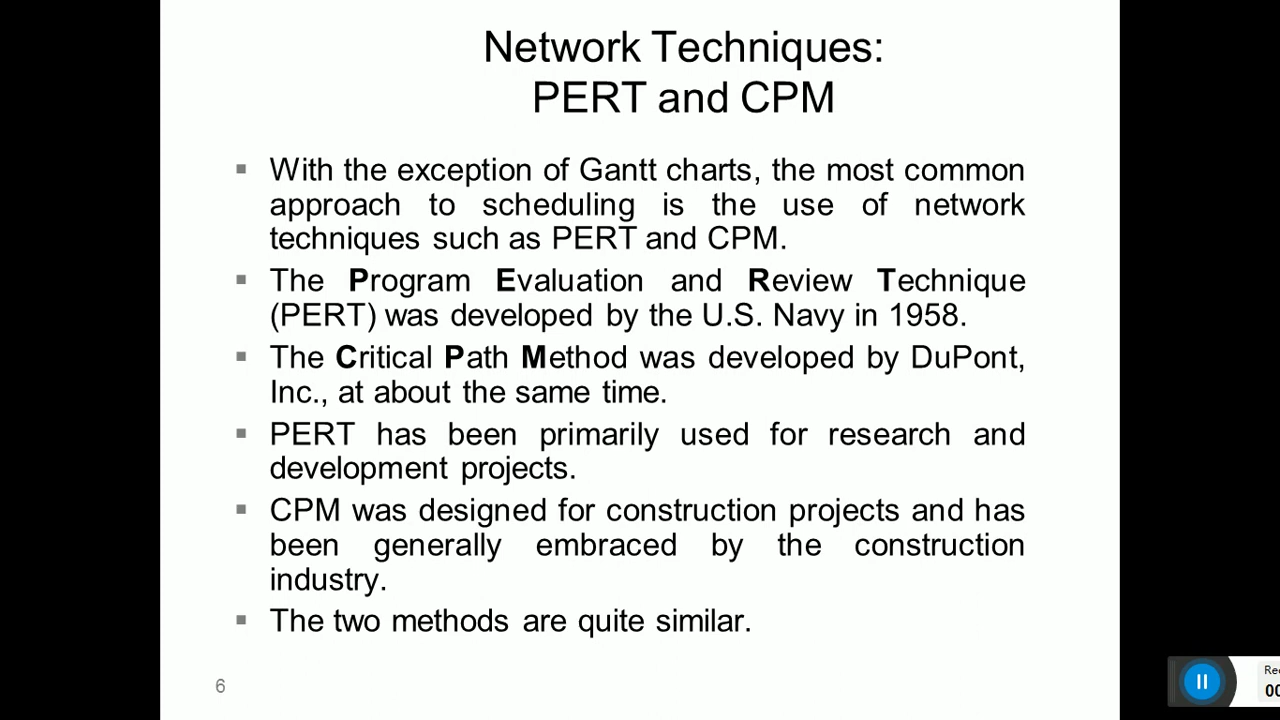 Network Techniques:
PERT and CPM
With the exception of Gantt charts, the most common
approach to scheduling is the use of network
techniques such as PERT and CPM.
The Program Evaluation and Review Technique
(PERT) was developed by the U.S. Navy in 1958.
The Critical Path Method was developed by DuPont,
Inc., at about the same time.
PERT has been primarily used for research and
development projects.
CPM was designed for construction projects and has
been generally embraced by the construction
industry.
The two methods are quite similar.
6